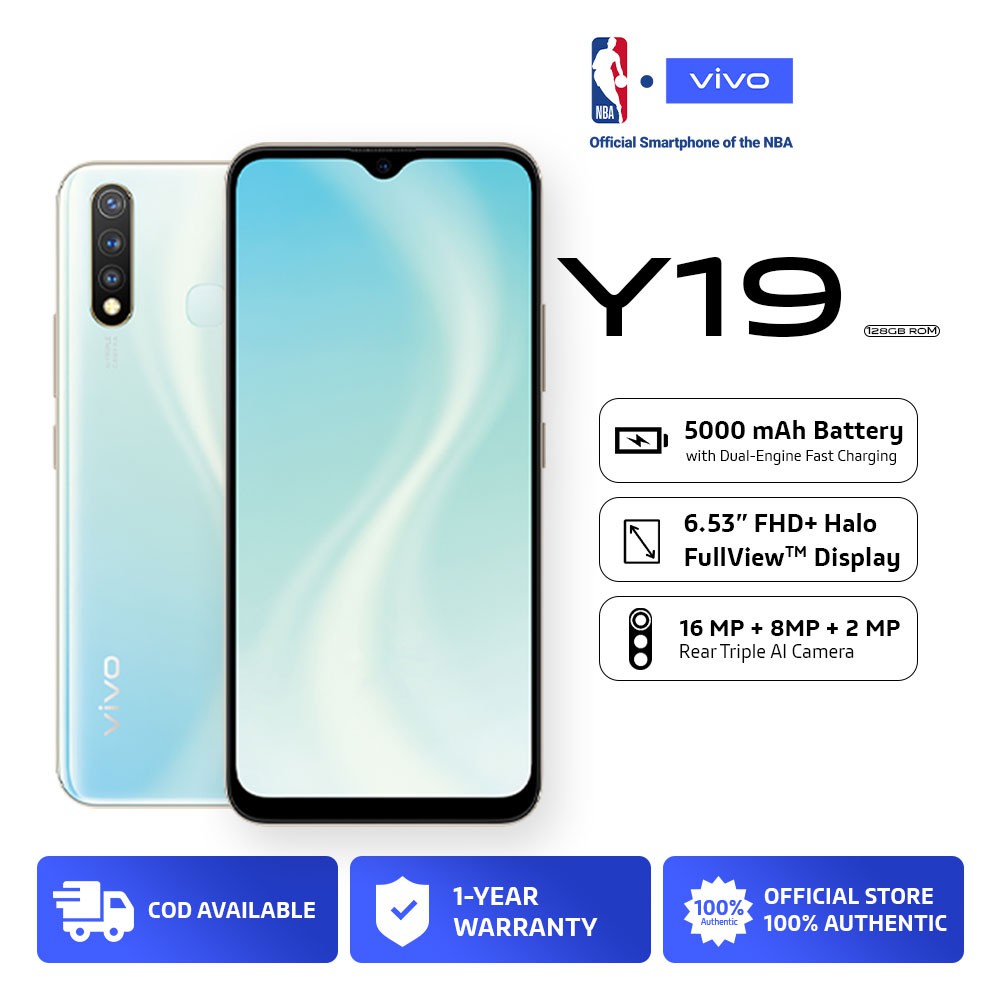 NBA
vivo
Official Smartphone of the NBA
Y19
128GB ROM
5000 mAh Battery
with Dual-Engine Fast Charging
6.53” FHD+ Halo
FullView™ Display
16 MP + 8MP + 2 MP
Rear Triple AI Camera
vivo
COD AVAILABLE
1-YEAR
WARRANTY
100%
Authentic
OFFICIAL STORE
100% AUTHENTIC